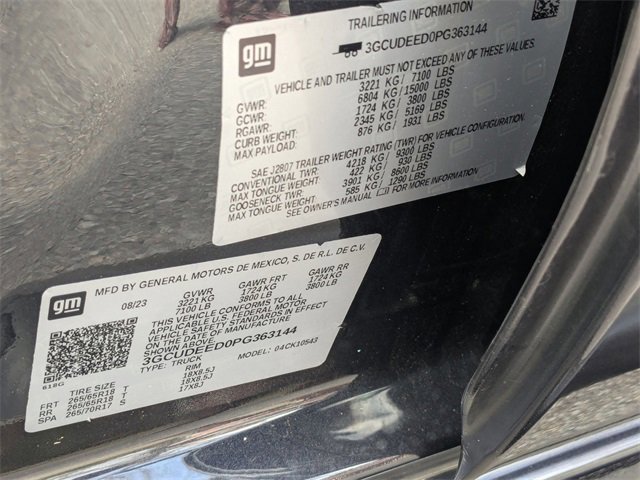 TRAILERING INFORMATION
gm
3GCUDEED0PG363144
VEHICLE AND TRAILER MUST NOT EXCEED ANY OF THESE VALUES.
GVWR: 3221 KG / 7100 LBS
GCWR: 6804 KG / 15000 LBS
RGAWR: 1724 KG / 3800 LBS
CURB WEIGHT: 2345 KG / 5169 LBS
MAX PAYLOAD: 876 KG / 1931 LBS
SAE J2807 TRAILER WEIGHT RATING (TWR) FOR VEHICLE CONFIGURATION.
CONVENTIONAL TWR: 4218 KG / 9300 LBS
MAX TONGUE WEIGHT 422 KG / 930 LBS
GOOSENECK TWR: 3901 KG / 8600 LBS
MAX TONGUE WEIGHT: 585 KG / 1290 LBS
SEE OWNER'S MANUAL FOR MORE INFORMATION
gm
MFD BY GENERAL MOTORS DE MEXICO, S. DE R.L. DE C.V.
08/23 GVWR GAWR FRT GAWR RR
3221 KG 1724 KG 1724 KG
7100 LB 3800 LB 3800 LB
THIS VEHICLE CONFORMS TO ALL
APPLICABLE U.S. FEDERAL MOTOR
VEHICLE SAFETY STANDARDS IN EFFECT
ON THE DATE OF MANUFACTURE
3GCUDEED0PG363144
TYPE: TRUCK MODEL: 04CK10543
618G
TIRE SIZE RIM
FRT 265/65R18 T 18X8.5J
RR 265/65R18 T 18X8.5J
SPA 265/70R17 S 17X8J